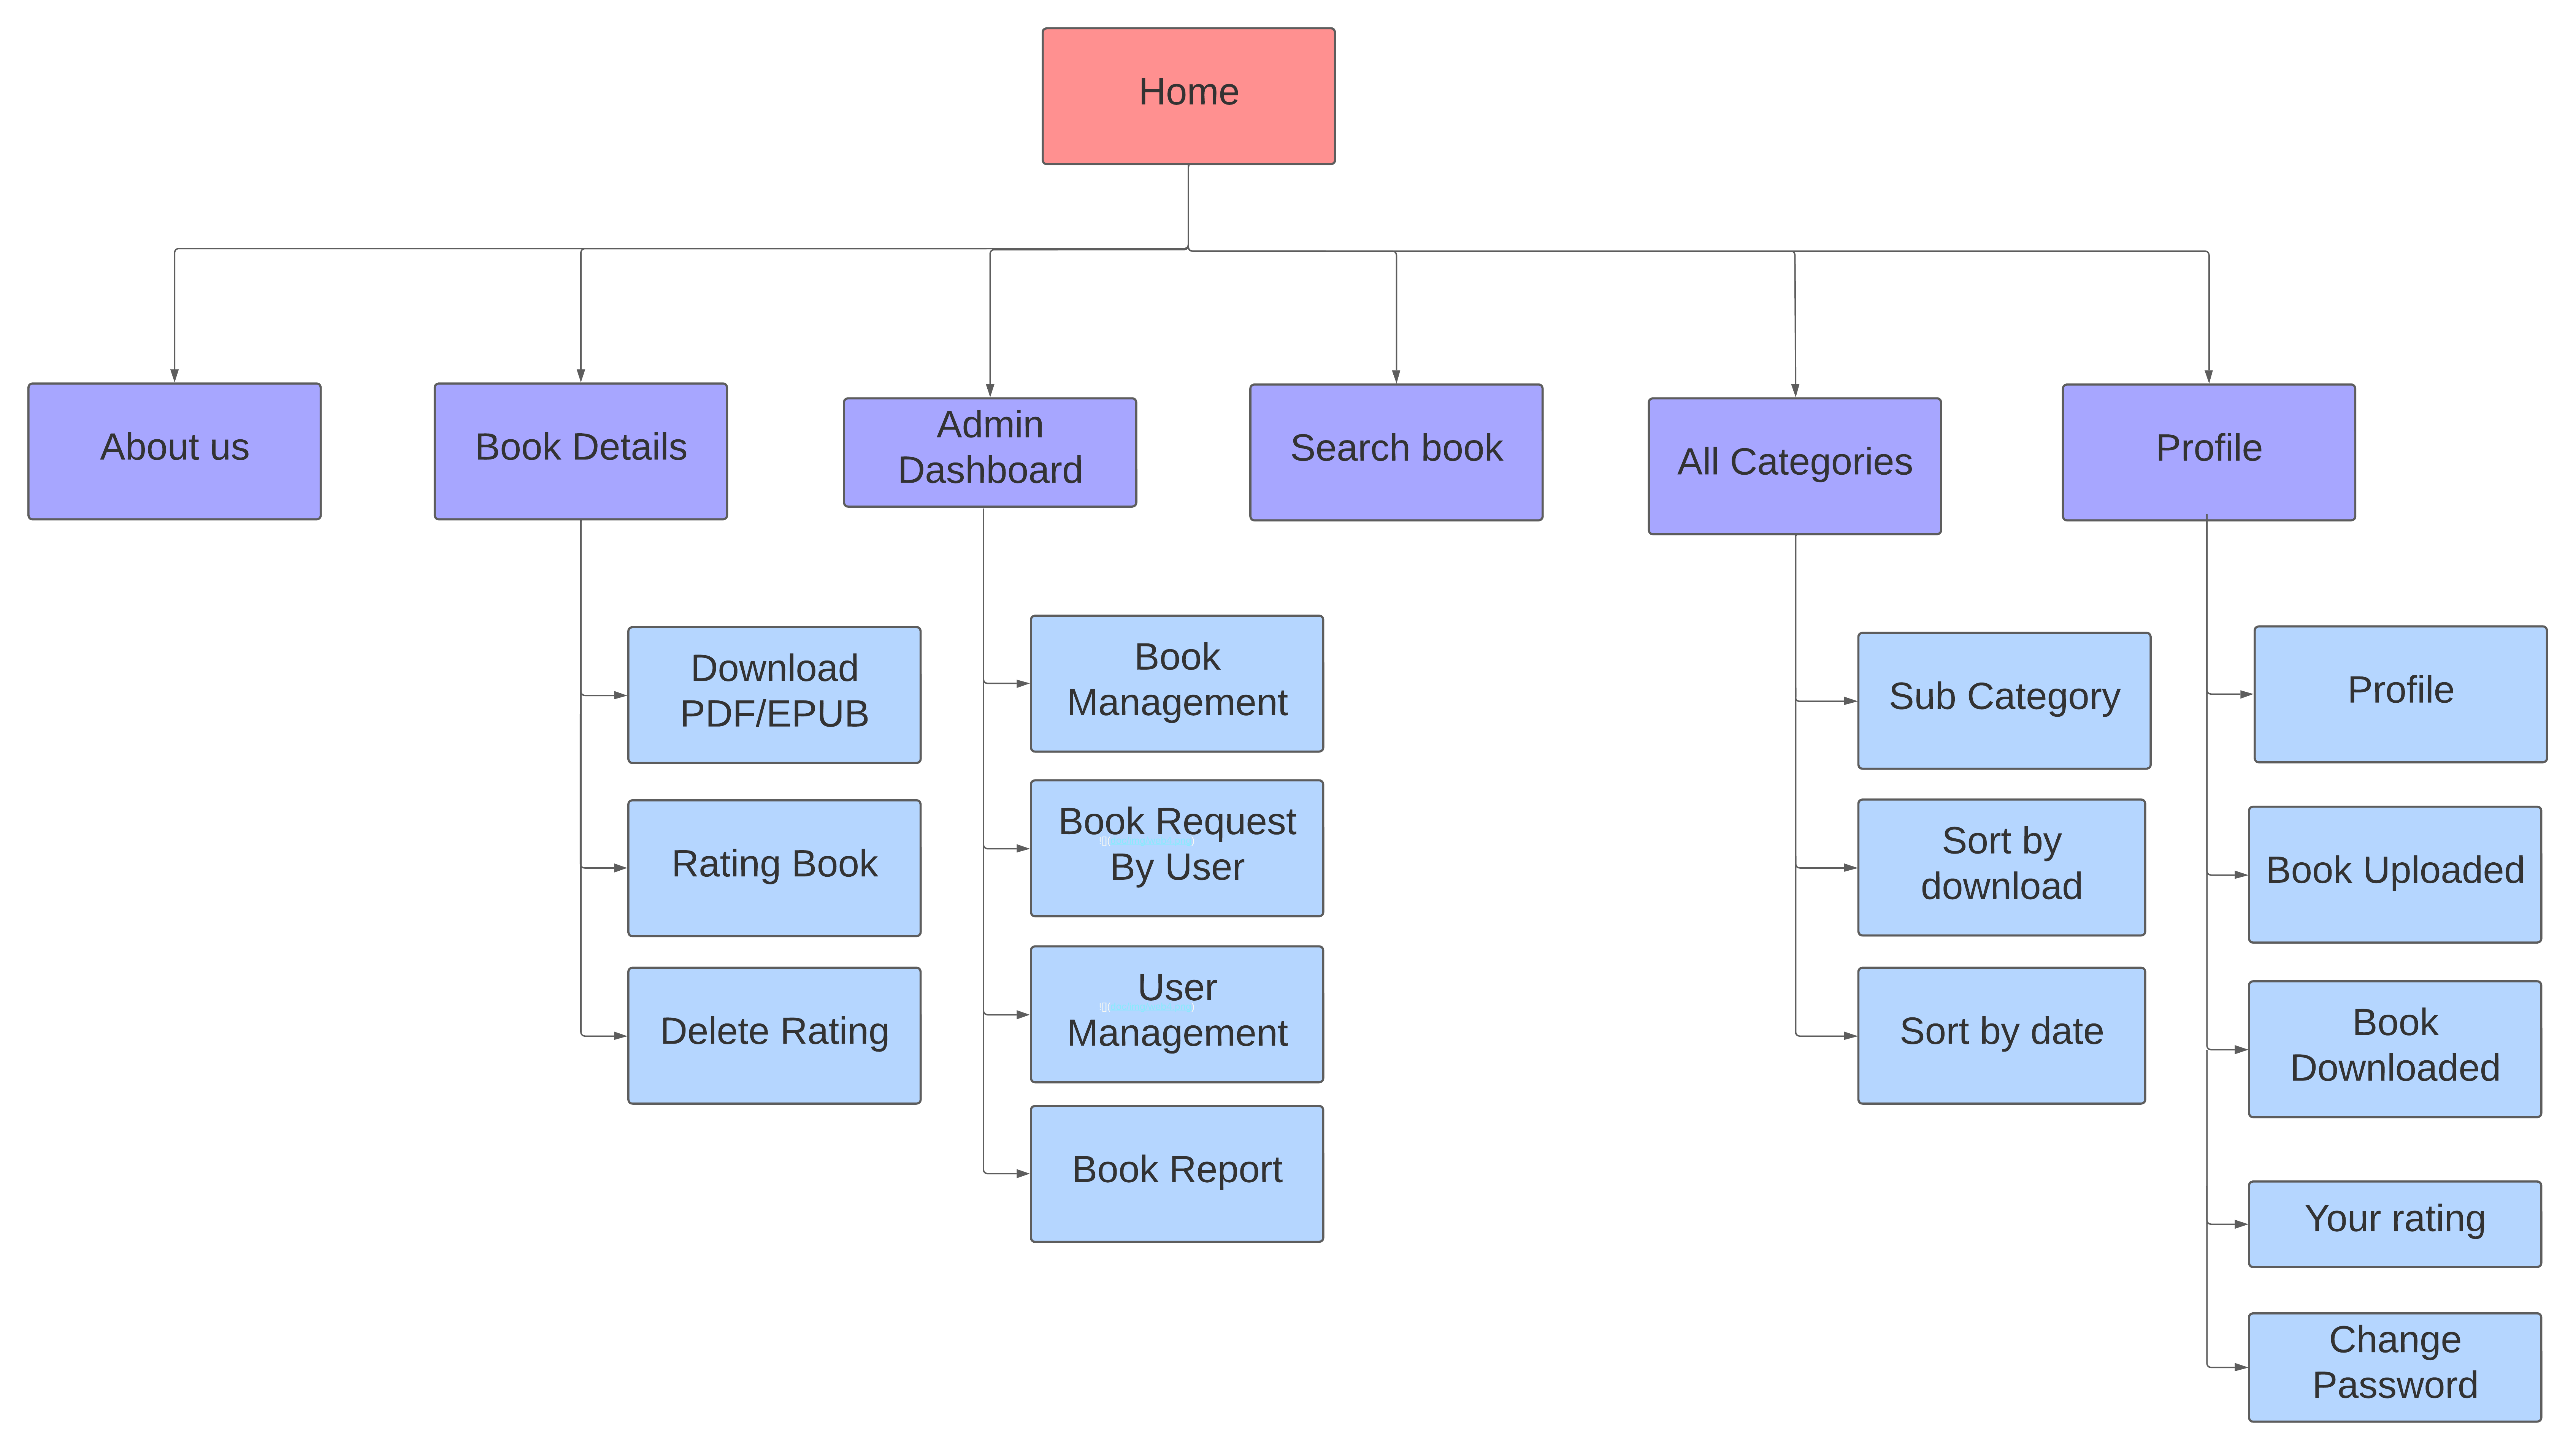 Home
About us
Book Details
Admin
Dashboard
Search book
All Categories
Profile
Download
PDF/EPUB
Rating Book
Delete Rating
Book
Management
Book Request
By User
User
Management
Book Report
Sub Category
Sort by
download
Sort by date
Profile
Book Uploaded
Book
Downloaded
Your rating
Change
Password